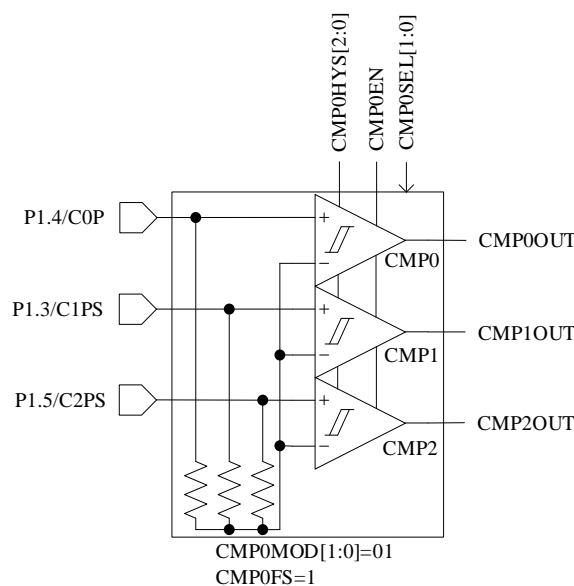 CMP0HYS[2:0]
CMP0EN
CMP0SEL[1:0]
P1.4/C0P
+
−
CMP0
CMP0OUT
P1.3/C1PS
+
−
CMP1
CMP1OUT
P1.5/C2PS
+
−
CMP2
CMP2OUT
CMP0MOD[1:0]=01
CMP0FS=1